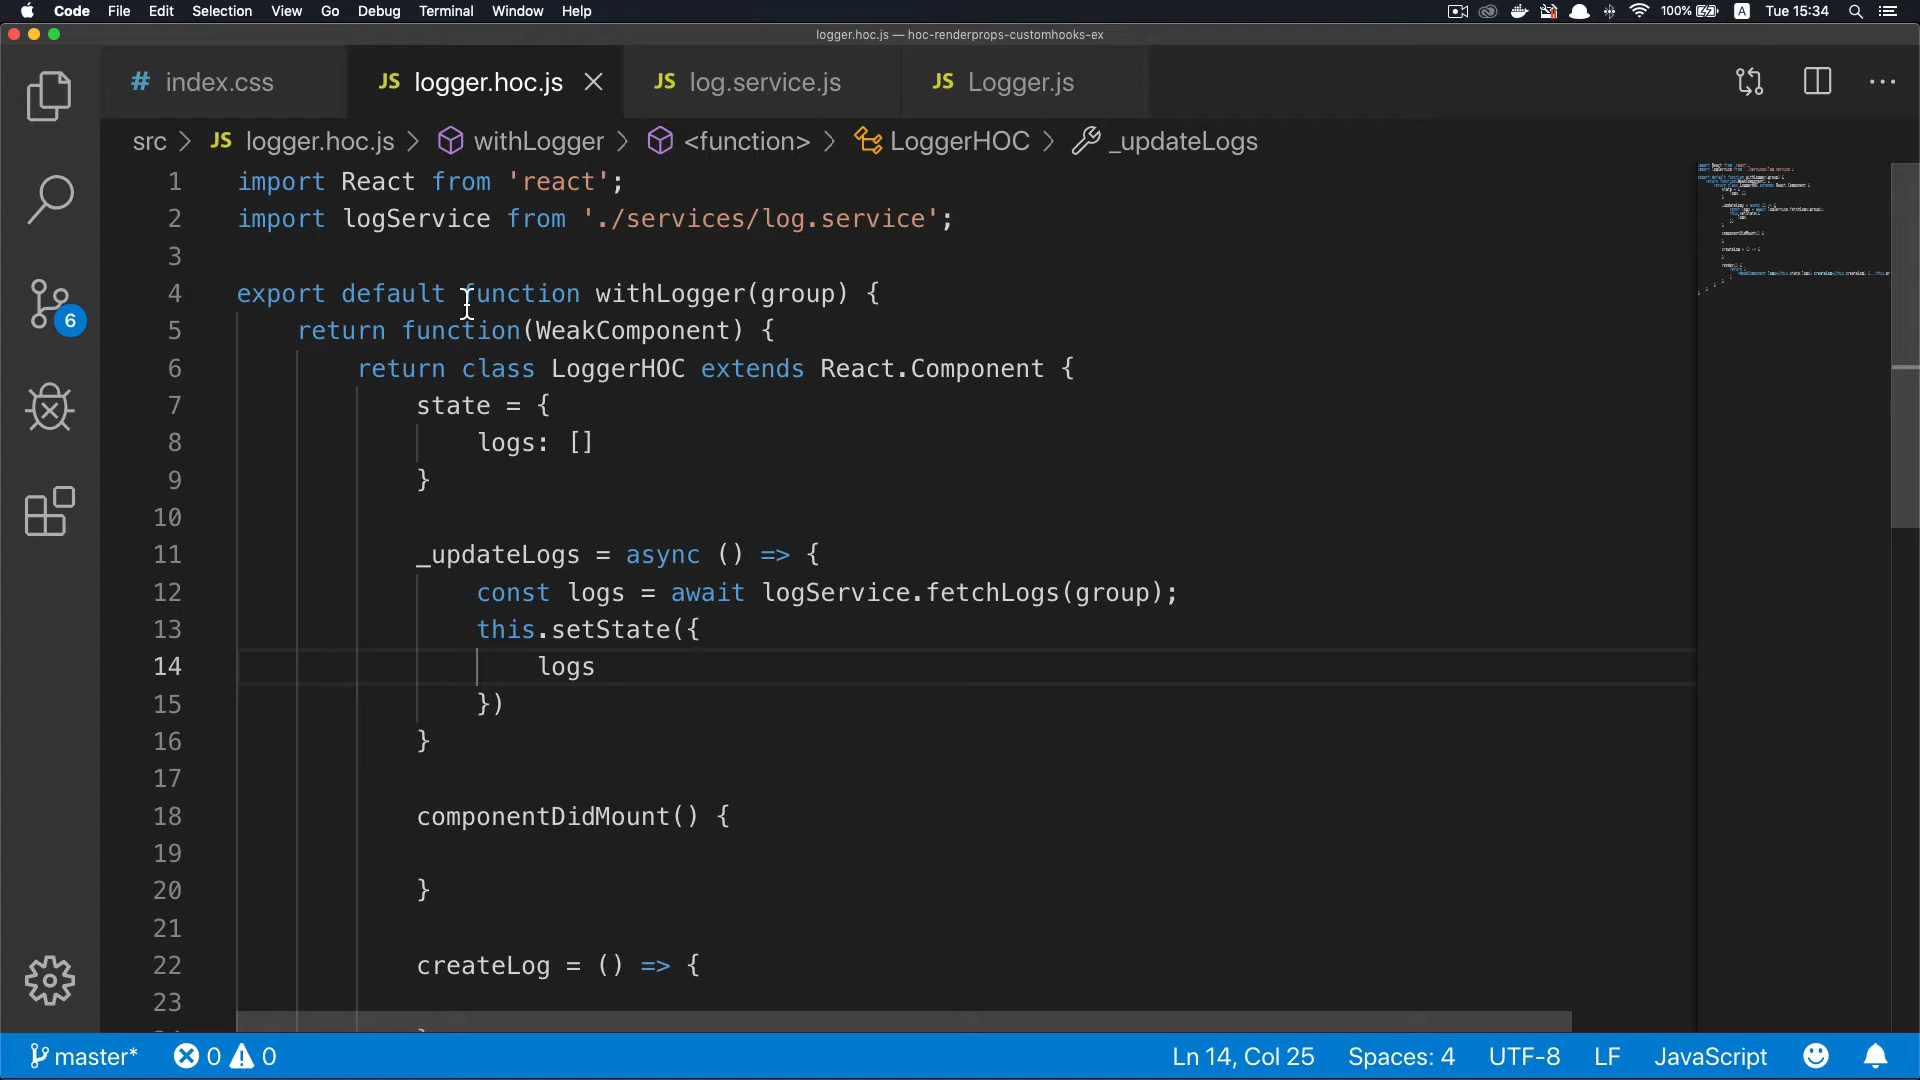 Code File Edit Selection View Go Debug Terminal Window Help 100% A Tue 15:34
logger.hoc.js — hoc-renderprops-customhooks-ex
# index.css JS logger.hoc.js JS log.service.js JS Logger.js
src > JS logger.hoc.js > withLogger > <function> > LoggerHOC > _updateLogs
1 import React from 'react';
2 import logService from './services/log.service';
3
4 export default function withLogger(group) {
5 return function(WeakComponent) {
6 return class LoggerHOC extends React.Component {
7 state = {
8 logs: []
9 }
10
11 _updateLogs = async () => {
12 const logs = await logService.fetchLogs(group);
13 this.setState({
14 logs
15 })
16 }
17
18 componentDidMount() {
19
20 }
21
22 createLog = () => {
23
6
master* 0 0 Ln 14, Col 25 Spaces: 4 UTF-8 LF JavaScript